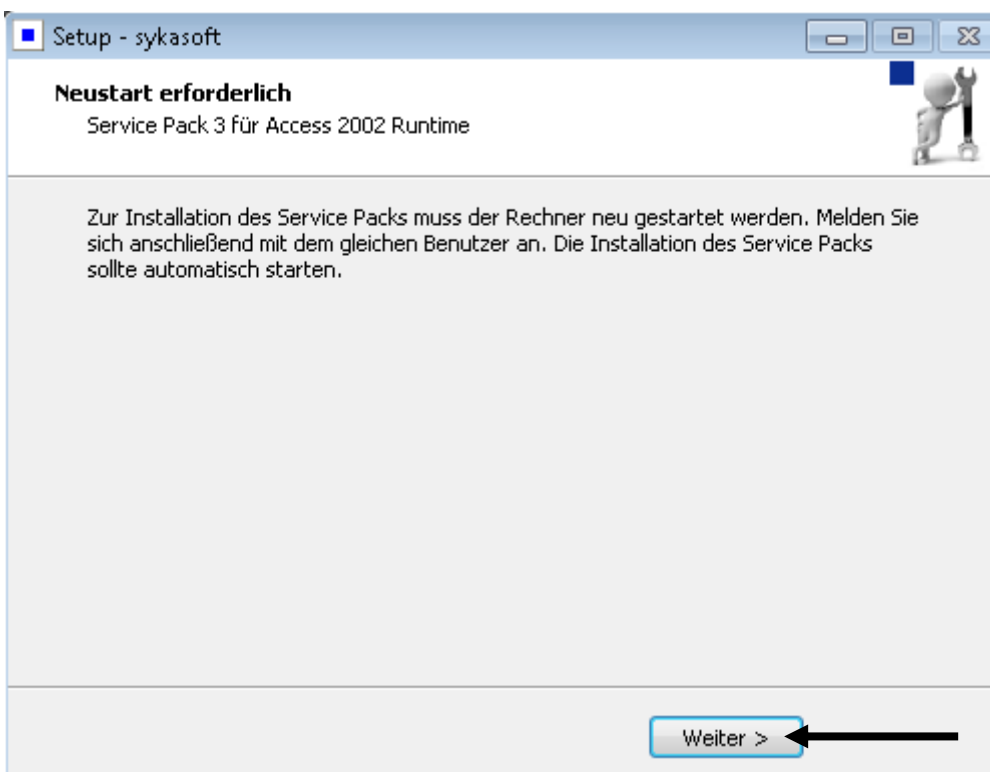 Setup - sykasoft
Neustart erforderlich
Service Pack 3 für Access 2002 Runtime
Zur Installation des Service Packs muss der Rechner neu gestartet werden. Melden Sie
sich anschließend mit dem gleichen Benutzer an. Die Installation des Service Packs
sollte automatisch starten.
Weiter >